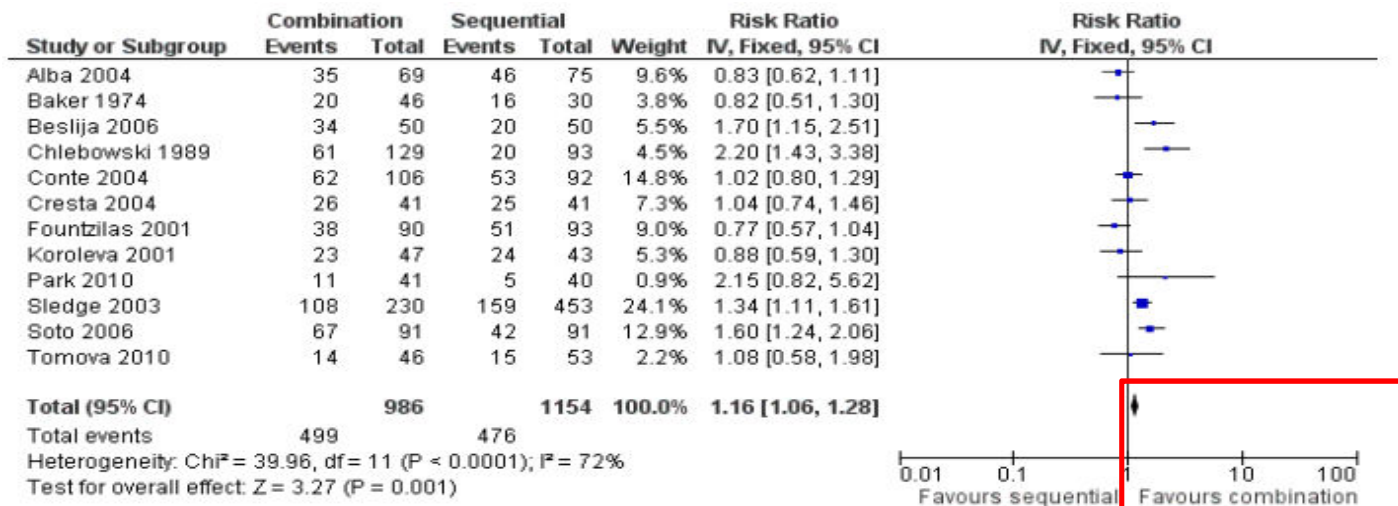 Combination Sequential Risk Ratio Risk Ratio
Study or Subgroup Events Total Events Total Weight IV, Fixed, 95% CI IV, Fixed, 95% CI
Alba 2004 35 69 46 75 9.6% 0.83 [0.62, 1.11]
Baker 1974 20 46 16 30 3.8% 0.82 [0.51, 1.30]
Beslija 2006 34 50 20 50 5.5% 1.70 [1.15, 2.51]
Chlebowski 1989 61 129 20 93 4.5% 2.20 [1.43, 3.38]
Conte 2004 62 106 53 92 14.8% 1.02 [0.80, 1.29]
Cresta 2004 26 41 25 41 7.3% 1.04 [0.74, 1.46]
Fountzilas 2001 38 90 51 93 9.0% 0.77 [0.57, 1.04]
Koroleva 2001 23 47 24 43 5.3% 0.88 [0.59, 1.30]
Park 2010 11 41 5 40 0.9% 2.15 [0.82, 5.62]
Sledge 2003 108 230 159 453 24.1% 1.34 [1.11, 1.61]
Soto 2006 67 91 42 91 12.9% 1.60 [1.24, 2.06]
Tomova 2010 14 46 15 53 2.2% 1.08 [0.58, 1.98]
Total (95% CI) 986 1154 100.0% 1.16 [1.06, 1.28]
Total events 499 476
Heterogeneity: Chi² = 39.96, df = 11 (P < 0.0001); I² = 72%
Test for overall effect: Z = 3.27 (P = 0.001)
0.01 0.1 1 10 100
Favours sequential Favours combination